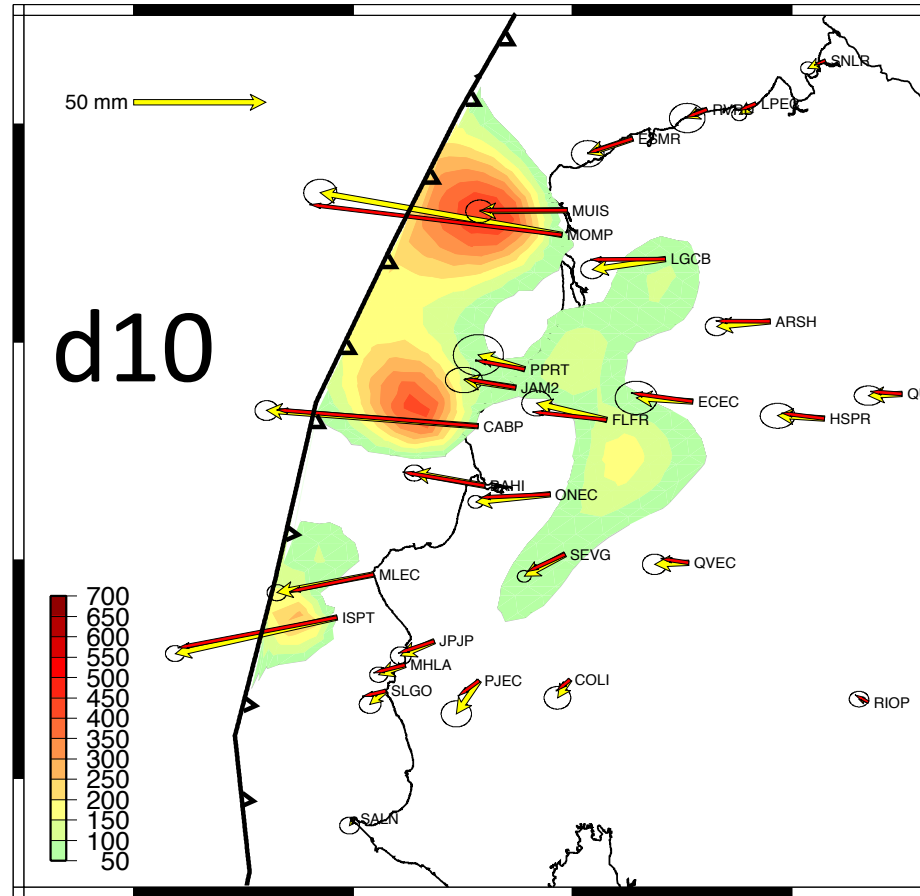 SNLR
50 mm
LPEC
ESMR
MUIS
MOMP
LGCB
d10
ARSH
PPRT
JAM2
ECEC
CABP
FLFR
HSPR
ONEC
SEVG
QVEC
MLEC
700
650
ISPT
600
550
JPJP
500
MHLA
450
PJEC
COLI
SLGO
400
RIOP
350
300
250
200
SALN
150
100
50